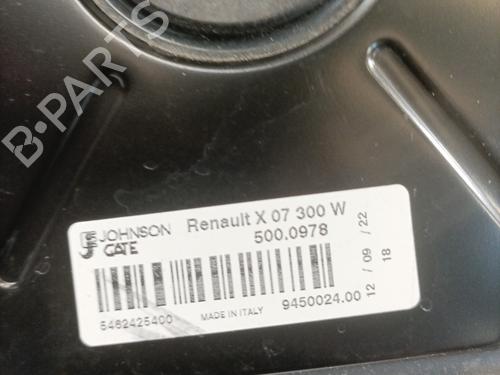 B-PARTS
JOHNSON
GATE
Renault X 07 300 W
500.0978
12 / 09 / 22
18
5462425400
MADE IN ITALY
9450024.00